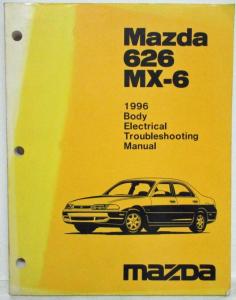 Mazda
626
MX-6
1996
Body
Electrical
Troubleshooting
Manual
mazda